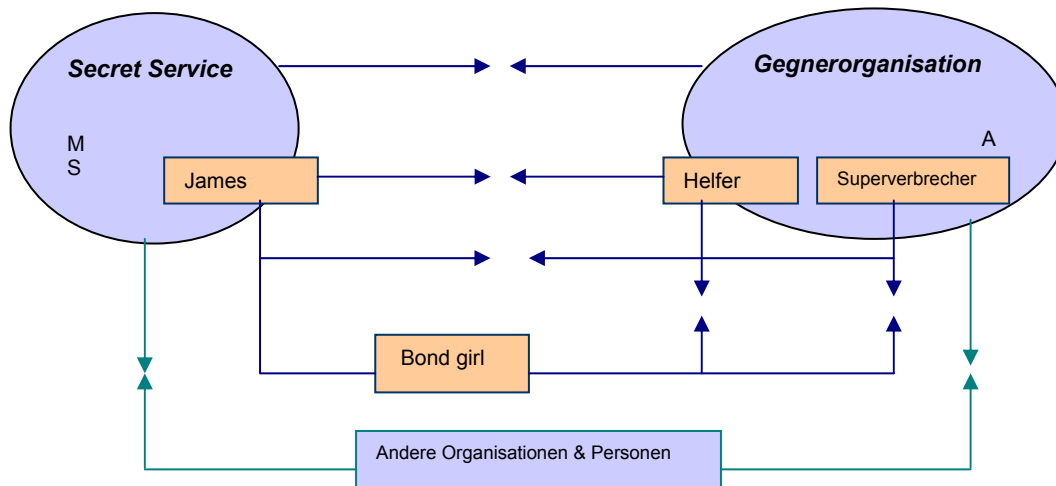 Secret Service
Gegnerorganisation
M
S
A
James
Helfer
Superverbrecher
Bond girl
Andere Organisationen & Personen